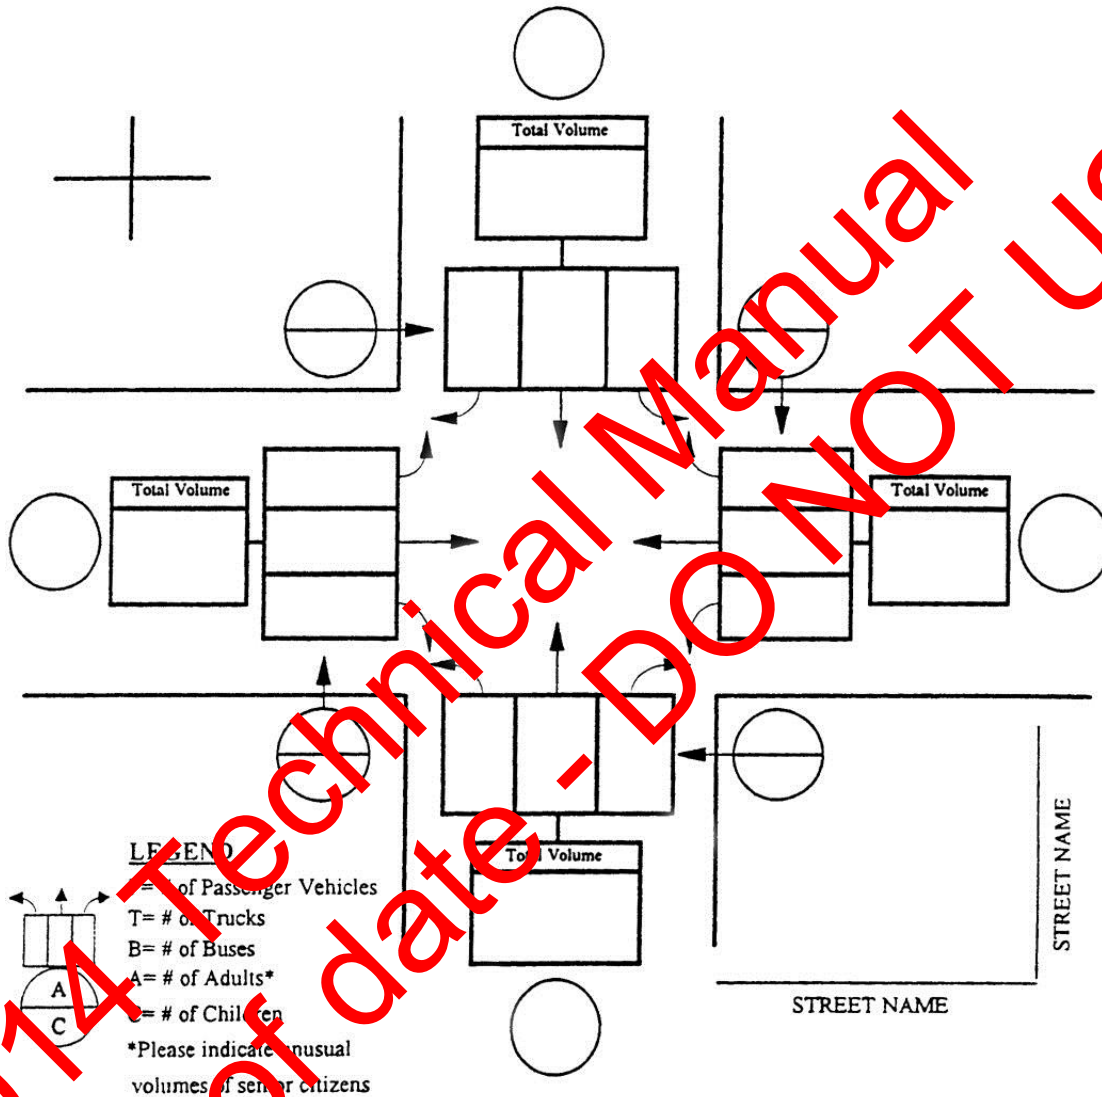 Total Volume
Total Volume
Total Volume
Total Volume
LEGEND
= # of Passenger Vehicles
T= # of Trucks
B= # of Buses
A= # of Adults*
C= # of Children
*Please indicate unusual
volumes of senior citizens
A
C
STREET NAME
STREET NAME
14 Technical Manual
of date - DO NOT